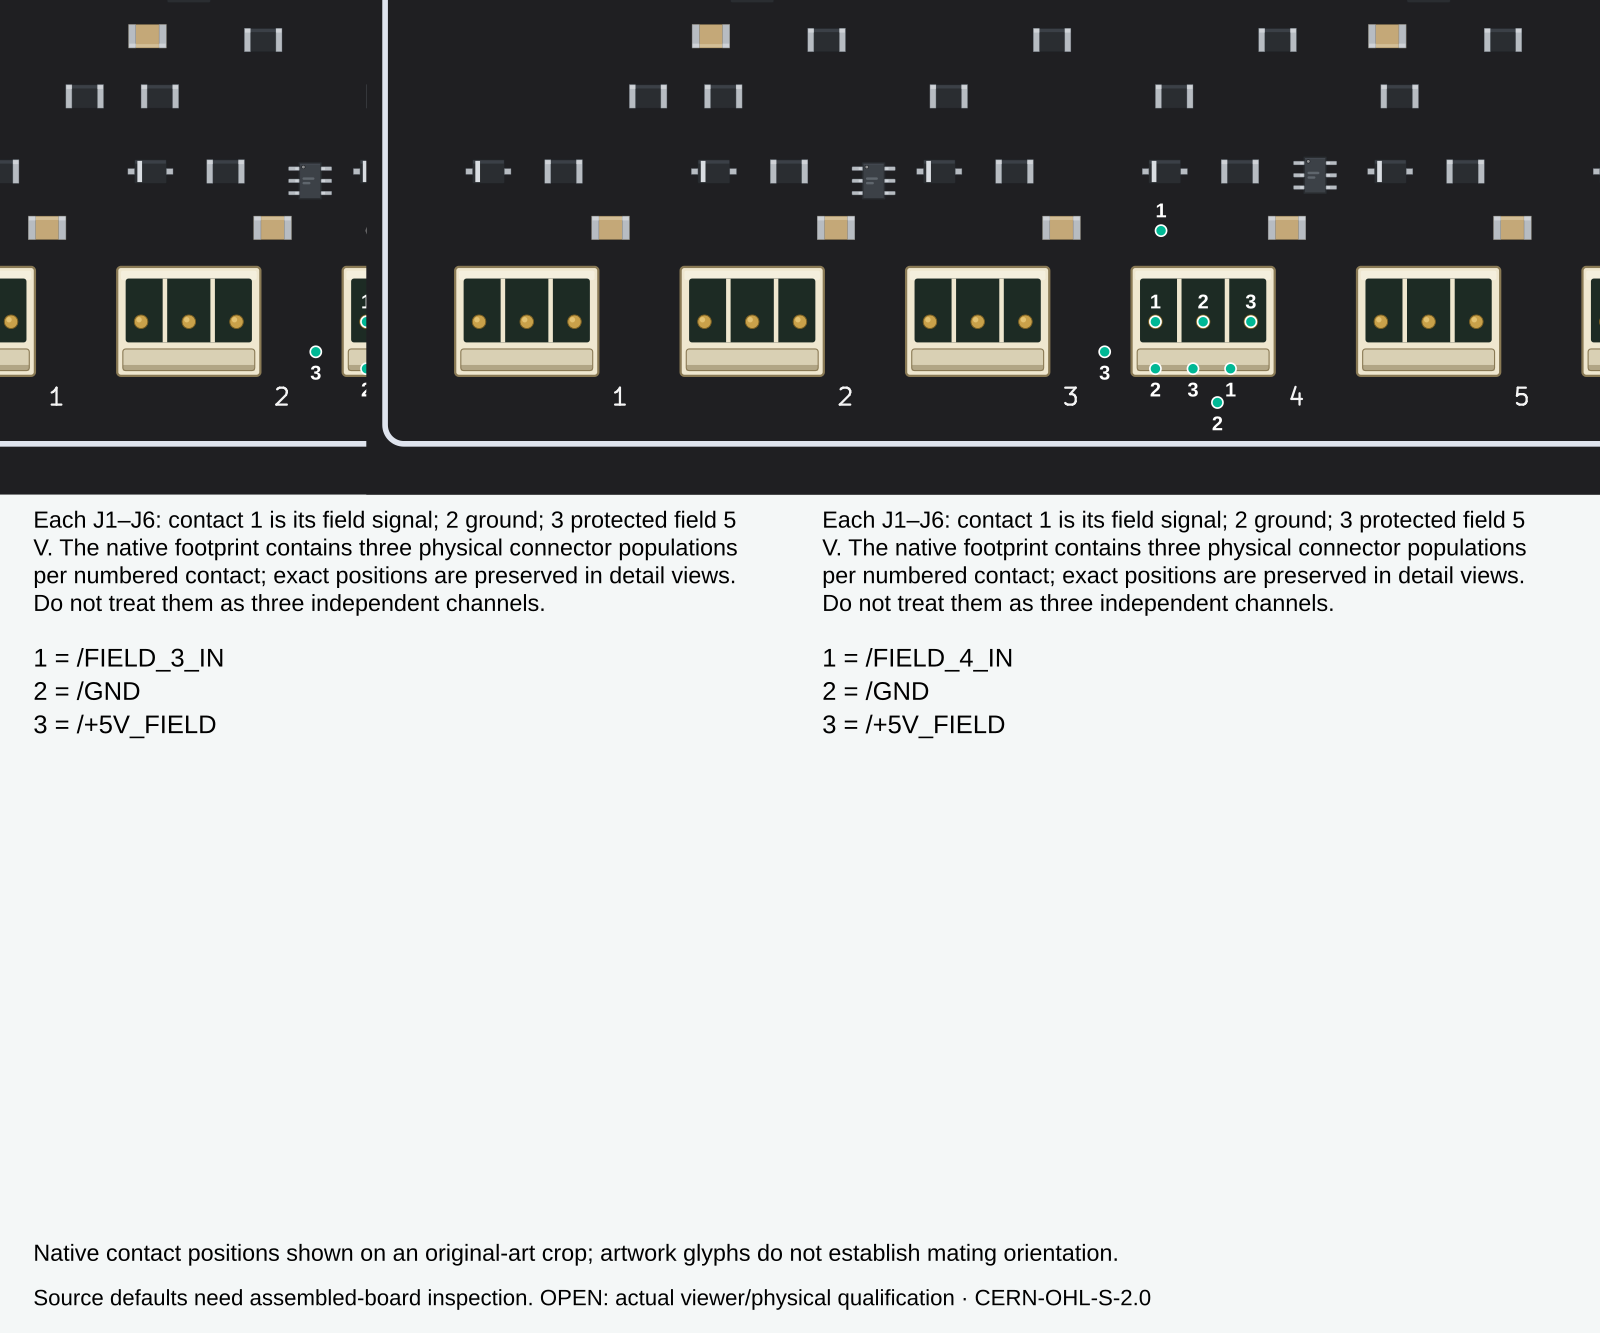 1
1 2 3
1
3
2
3
2 3 1
2
1 2 1 2 3 4 5
Each J1–J6: contact 1 is its field signal; 2 ground; 3 protected field 5
V. The native footprint contains three physical connector populations
per numbered contact; exact positions are preserved in detail views.
Do not treat them as three independent channels.
1 = /FIELD_3_IN
2 = /GND
3 = /+5V_FIELD
Each J1–J6: contact 1 is its field signal; 2 ground; 3 protected field 5
V. The native footprint contains three physical connector populations
per numbered contact; exact positions are preserved in detail views.
Do not treat them as three independent channels.
1 = /FIELD_4_IN
2 = /GND
3 = /+5V_FIELD
Native contact positions shown on an original-art crop; artwork glyphs do not establish mating orientation.
Source defaults need assembled-board inspection. OPEN: actual viewer/physical qualification · CERN-OHL-S-2.0